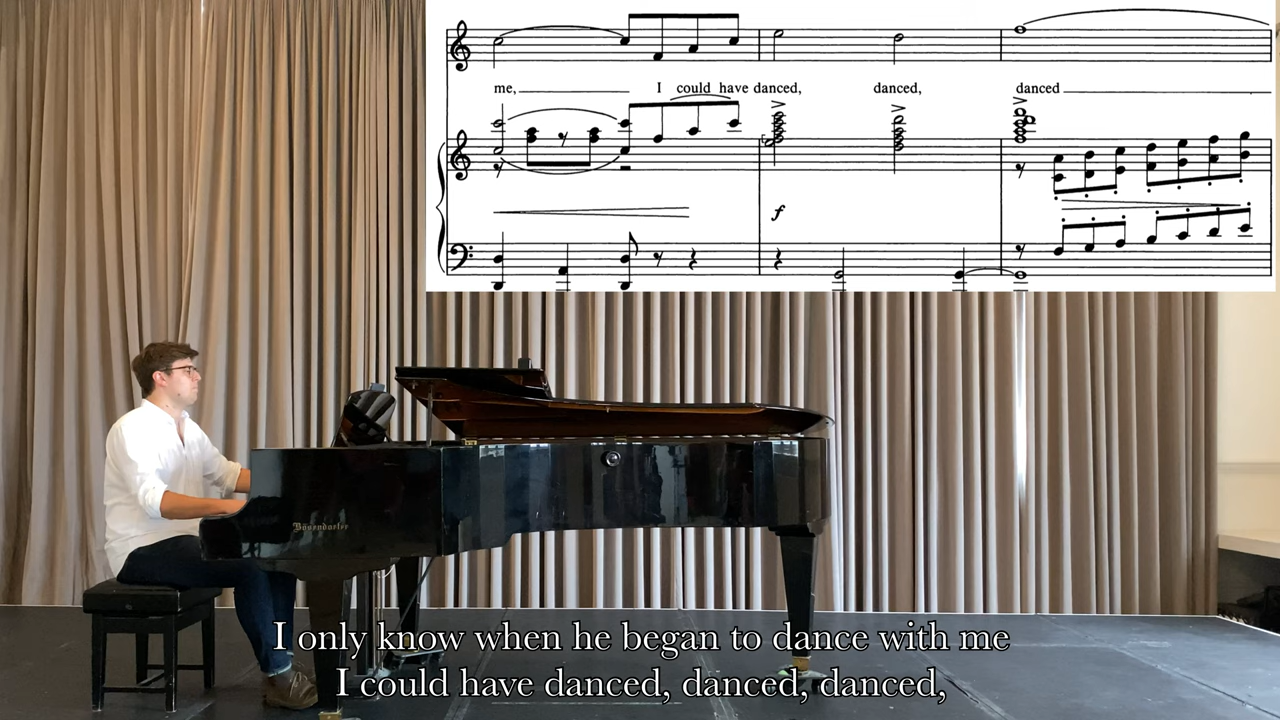 me, I could have danced, danced, danced
f
Bösendorfer
I only know when he began to dance with me
I could have danced, danced, danced,